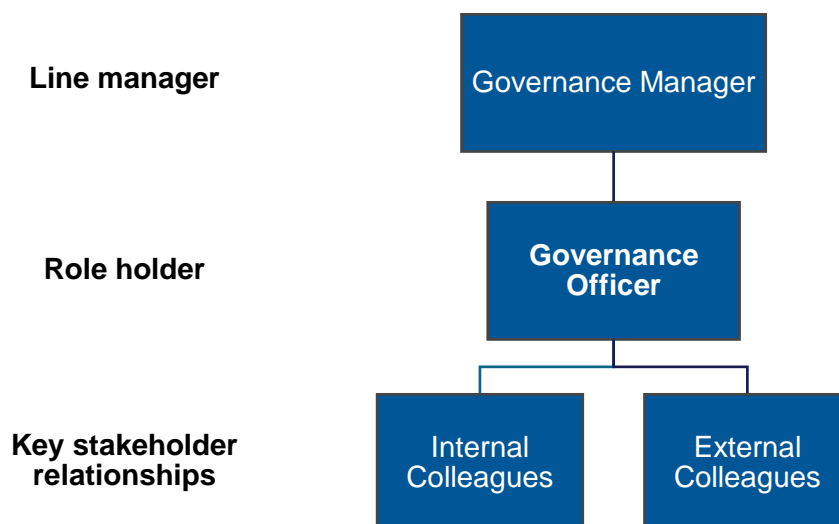 Line manager
Governance Manager
Role holder
Governance
Officer
Key stakeholder
relationships
Internal
Colleagues
External
Colleagues